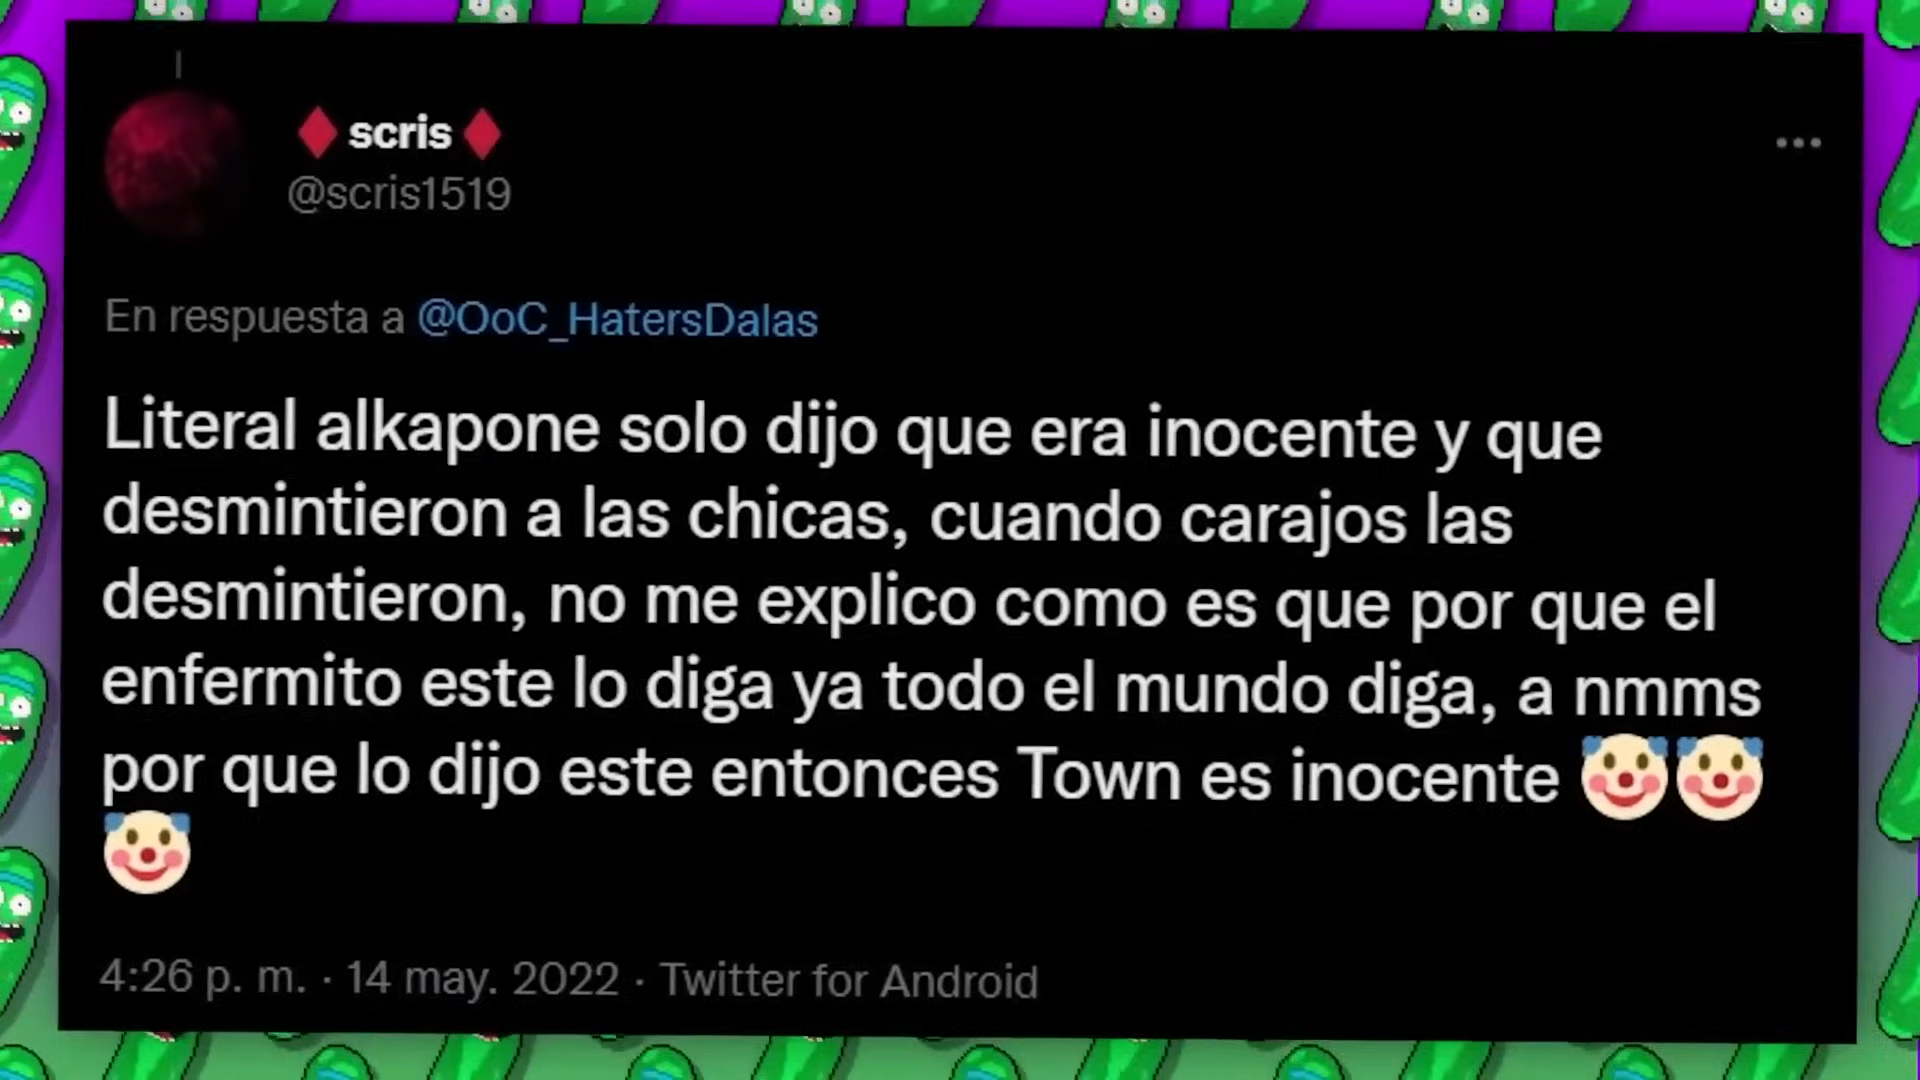 ♦️ scris ♦️
@scris1519
En respuesta a @OoC_HatersDalas
Literal alkapone solo dijo que era inocente y que
desmintieron a las chicas, cuando carajos las
desmintieron, no me explico como es que por que el
enfermito este lo diga ya todo el mundo diga, a nmms
por que lo dijo este entonces Town es inocente 🤡🤡
🤡
4:26 p. m. · 14 may. 2022 · Twitter for Android